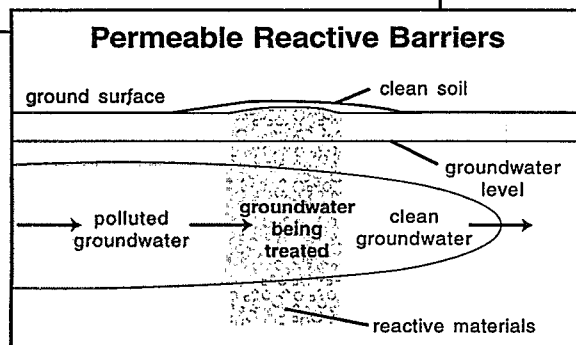 Permeable Reactive Barriers
clean soil
ground surface
groundwater
level
polluted
groundwater
groundwater
being
treated
clean
groundwater
reactive materials